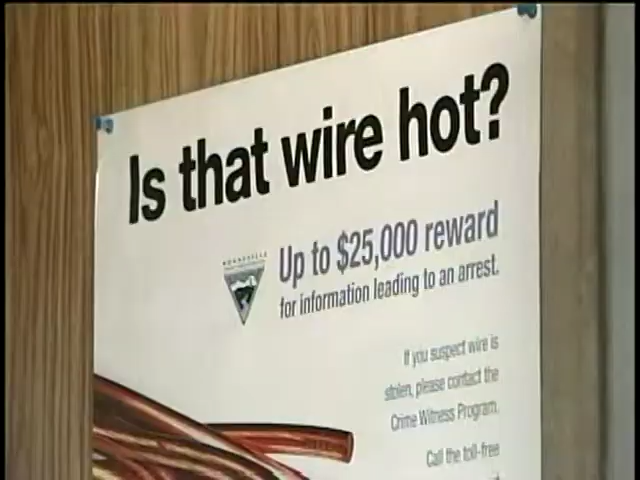 Is that wire hot?
BONNEVILLE
Up to $25,000 reward
for information leading to an arrest.
If you suspect wire is
stolen, please contact the
Crime Witness Program.
Call the toll-free